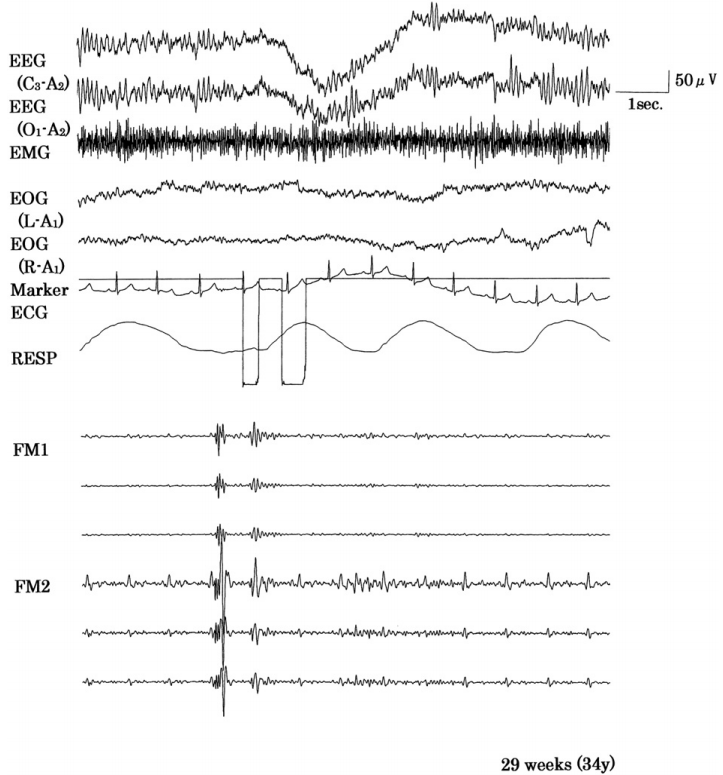 EEG
(C₃-A₂)
EEG
(O₁-A₂)
EMG
EOG
(L-A₁)
EOG
(R-A₁)
Marker
ECG
RESP
50 μ V
1sec.
FM1
FM2
29 weeks (34y)